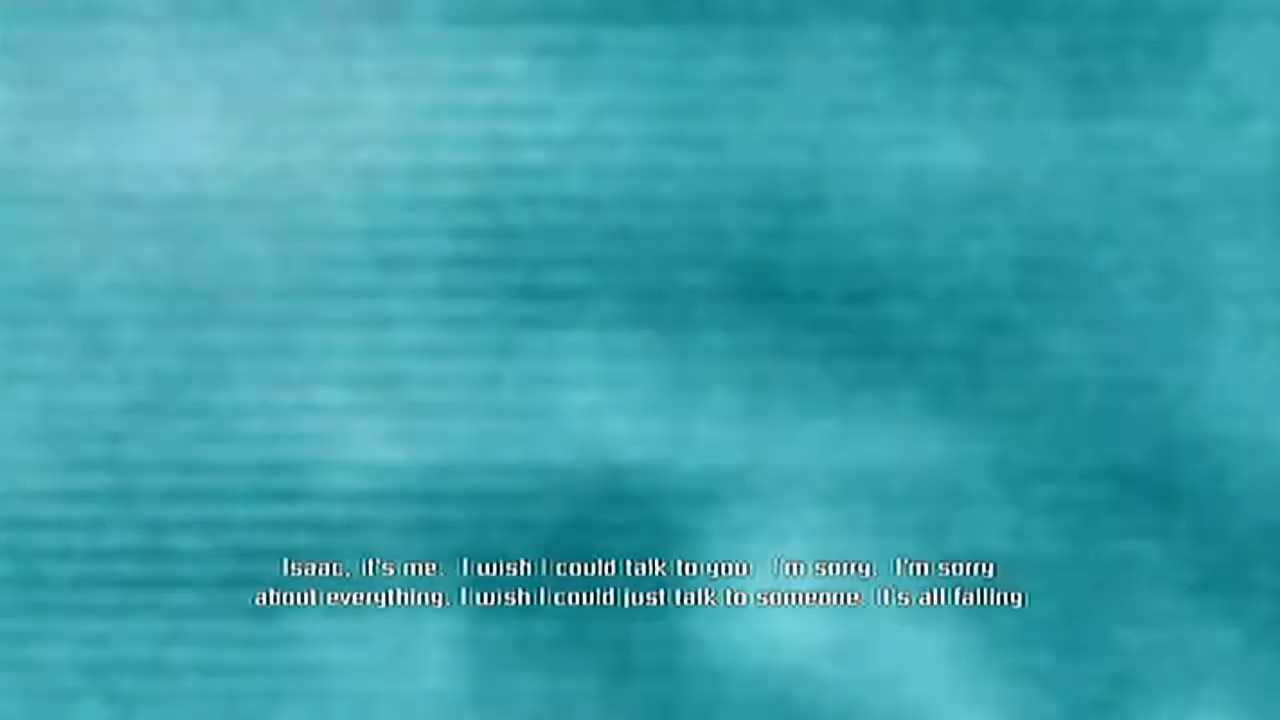 Isaac, it's me. I wish I could talk to you. I'm sorry. I'm sorry
about everything. I wish I could just talk to someone. It's all falling